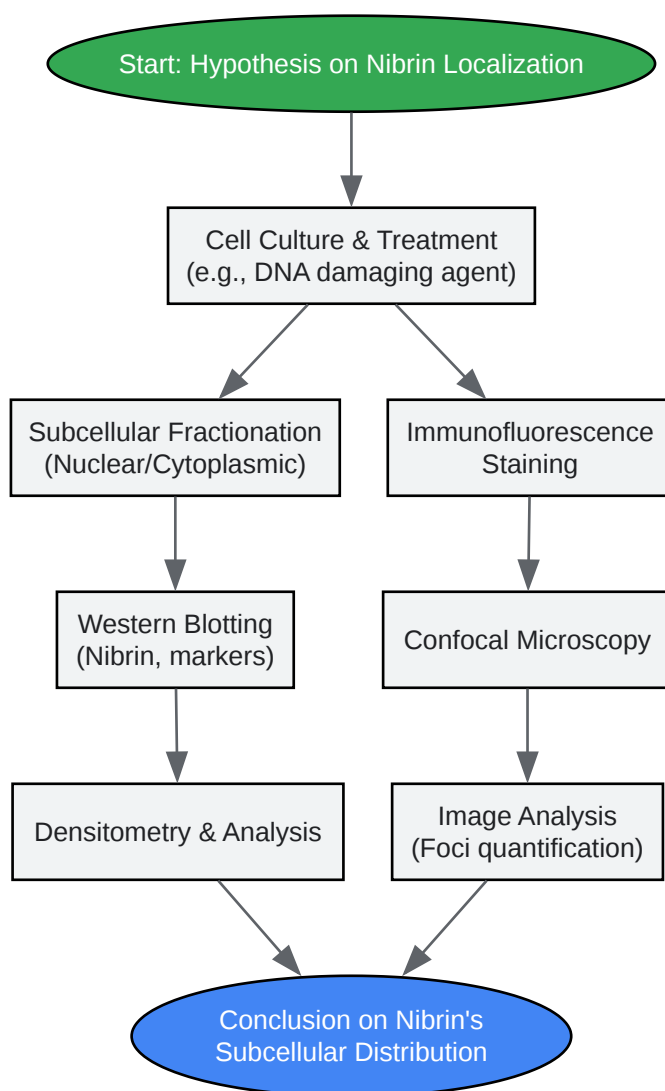 Start: Hypothesis on Nibrin Localization
Cell Culture & Treatment
(e.g., DNA damaging agent)
Subcellular Fractionation
(Nuclear/Cytoplasmic)
Immunofluorescence
Staining
Western Blotting
(Nibrin, markers)
Confocal Microscopy
Densitometry & Analysis
Image Analysis
(Foci quantification)
Conclusion on Nibrin's
Subcellular Distribution